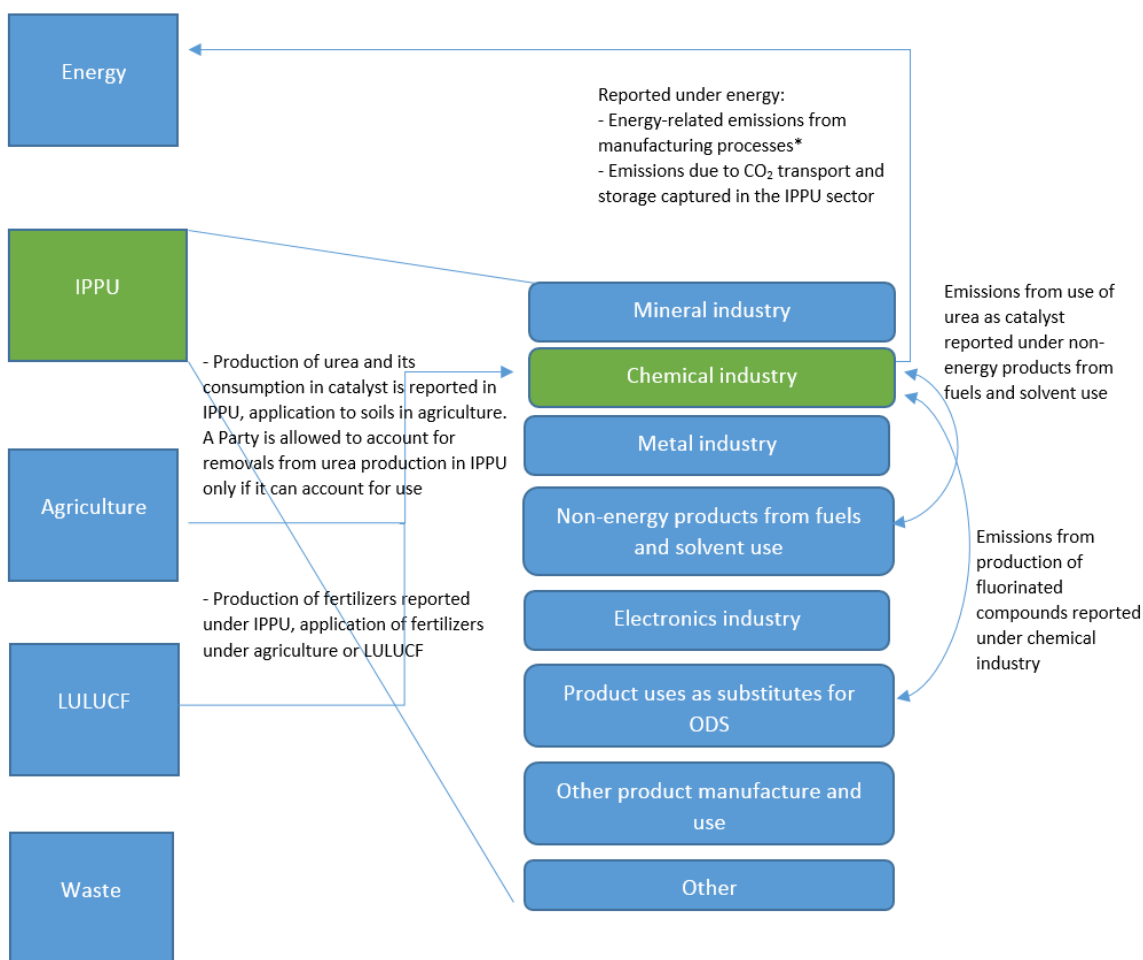 Energy
Reported under energy:
- Energy-related emissions from
manufacturing processes*
- Emissions due to CO₂ transport and
storage captured in the IPPU sector
IPPU
Mineral industry
Chemical industry
Metal industry
Non-energy products from fuels
and solvent use
Electronics industry
Product uses as substitutes for
ODS
Other product manufacture and
use
Other
Emissions from use of
urea as catalyst
reported under non-
energy products from
fuels and solvent use
Emissions from
production of
fluorinated
compounds reported
under chemical
industry
- Production of urea and its
consumption in catalyst is reported in
IPPU, application to soils in agriculture.
A Party is allowed to account for
removals from urea production in IPPU
only if it can account for use
Agriculture
- Production of fertilizers reported
under IPPU, application of fertilizers
under agriculture or LULUCF
LULUCF
Waste